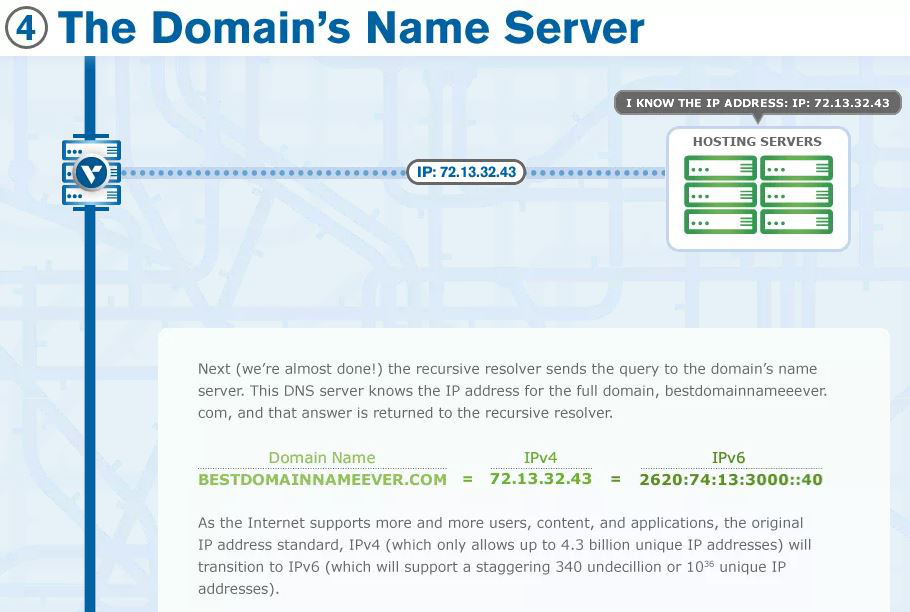 4 The Domain's Name Server
I KNOW THE IP ADDRESS: IP: 72.13.32.43
HOSTING SERVERS
IP: 72.13.32.43
Next (we're almost done!) the recursive resolver sends the query to the domain's name
server. This DNS server knows the IP address for the full domain, bestdomainnameeever.
com, and that answer is returned to the recursive resolver.
Domain Name IPv4 IPv6
BESTDOMAINNAMEEVER.COM = 72.13.32.43 = 2620:74:13:3000::40
As the Internet supports more and more users, content, and applications, the original
IP address standard, IPv4 (which only allows up to 4.3 billion unique IP addresses) will
transition to IPv6 (which will support a staggering 340 undecillion or 10³⁶ unique IP
addresses).